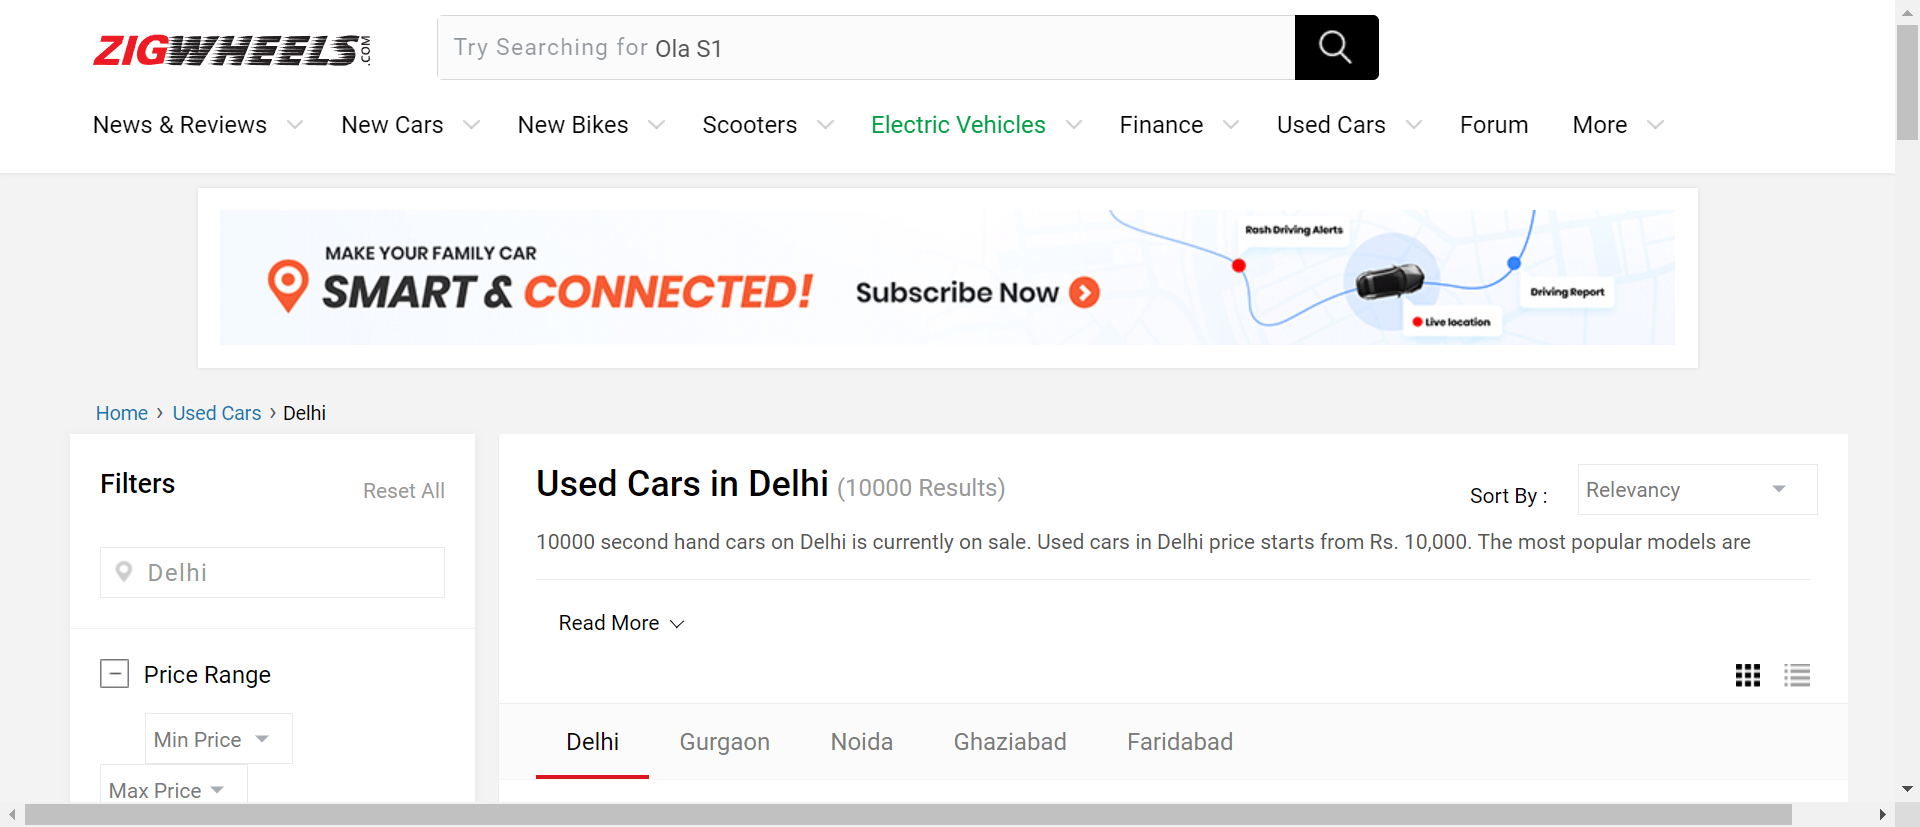 ZIGWHEELS.COM
Try Searching for Ola S1
News & Reviews New Cars New Bikes Scooters Electric Vehicles Finance Used Cars Forum More
MAKE YOUR FAMILY CAR
SMART & CONNECTED!
Subscribe Now
Rash Driving Alerts
Driving Report
Live location
Home › Used Cars › Delhi
Filters
Reset All
Delhi
Price Range
Min Price
Max Price
Used Cars in Delhi (10000 Results)
Sort By :
Relevancy
10000 second hand cars on Delhi is currently on sale. Used cars in Delhi price starts from Rs. 10,000. The most popular models are
Read More
Delhi Gurgaon Noida Ghaziabad Faridabad